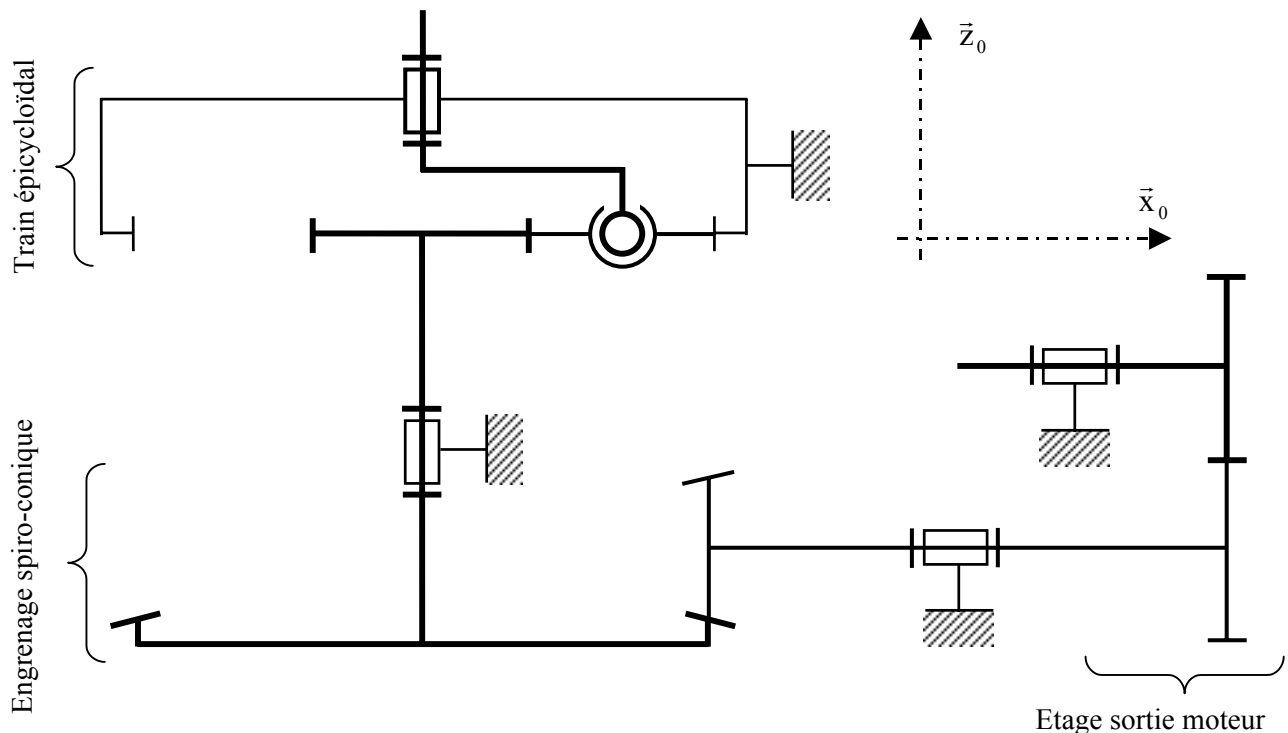 Train épicycloïdal
z⃗₀
x⃗₀
Engrenage spiro-conique
Etage sortie moteur